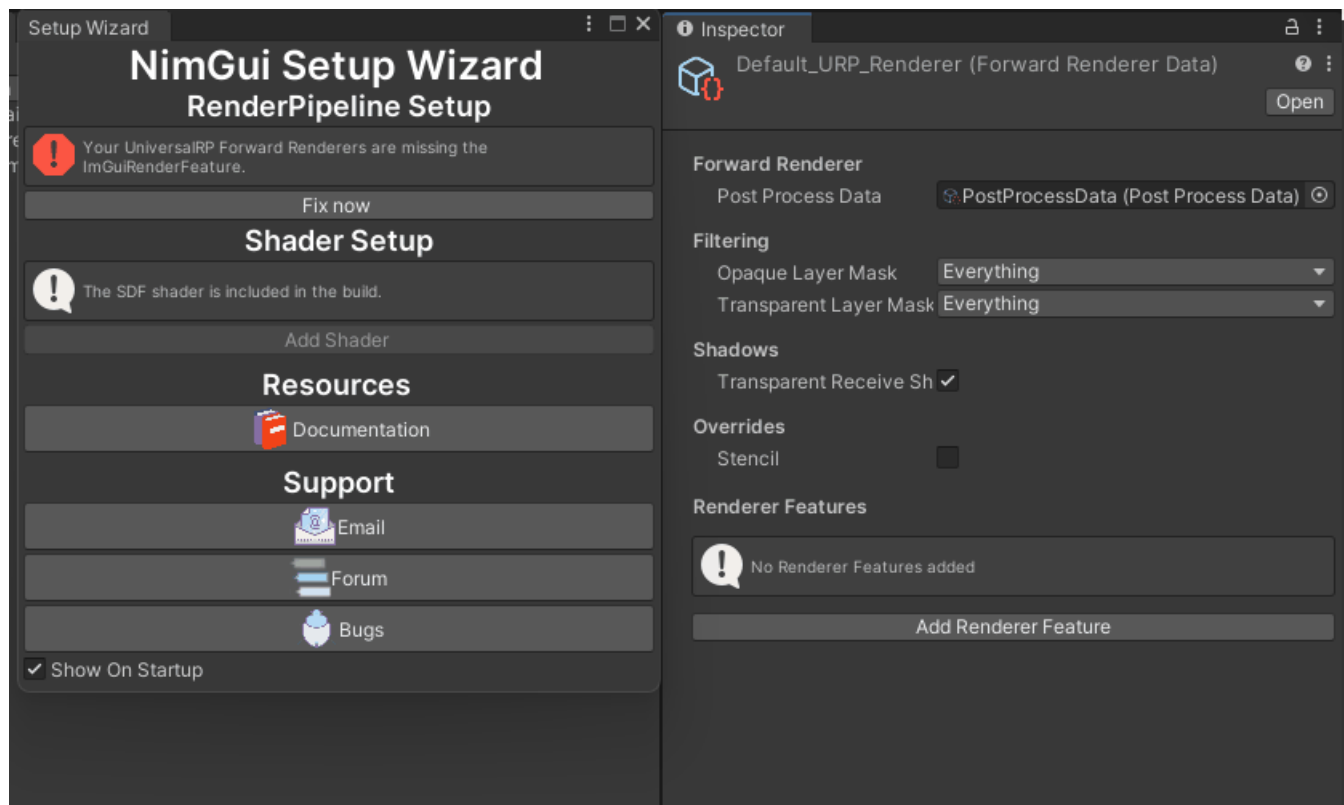 Setup Wizard
NimGui Setup Wizard
RenderPipeline Setup
Your UniversalRP Forward Renderers are missing the
ImGuiRenderFeature.
Fix now
Shader Setup
The SDF shader is included in the build.
Add Shader
Resources
Documentation
Support
Email
Forum
Bugs
Show On Startup
Inspector
Default_URP_Renderer (Forward Renderer Data)
Open
Forward Renderer
Post Process Data PostProcessData (Post Process Data)
Filtering
Opaque Layer Mask Everything
Transparent Layer Mask Everything
Shadows
Transparent Receive Sh
Overrides
Stencil
Renderer Features
No Renderer Features added
Add Renderer Feature